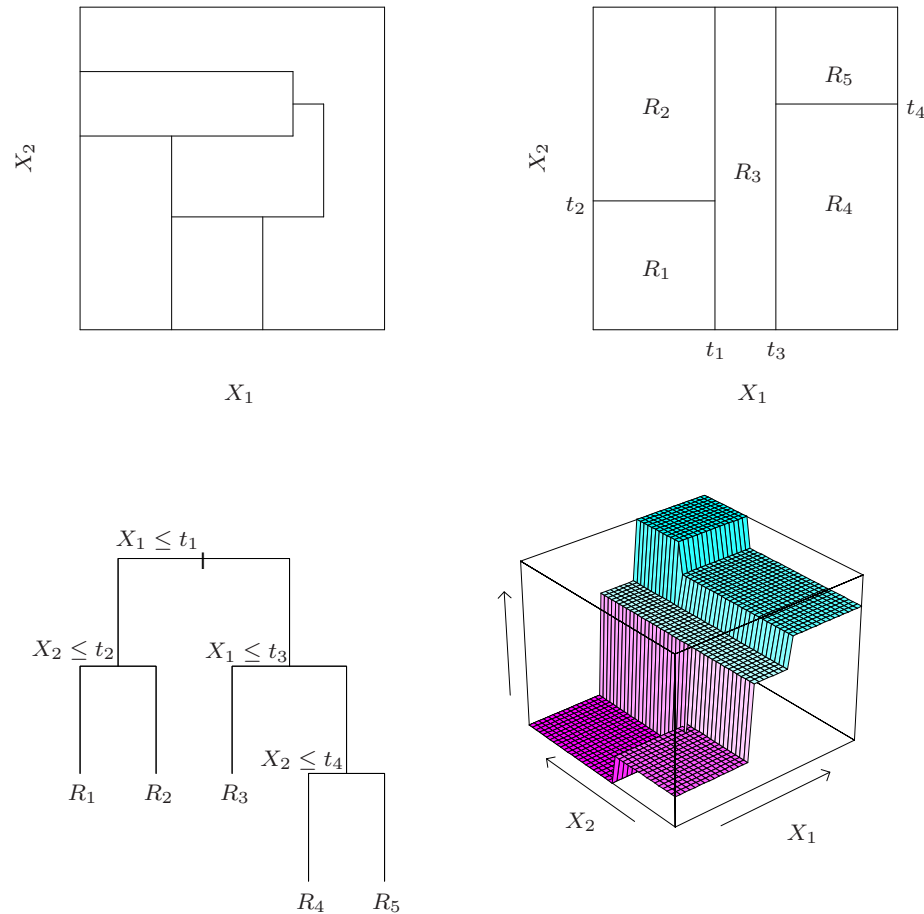 X₂
X₁
R₅
R₂
t₄
X₂
R₃
R₄
t₂
R₁
t₁ t₃
X₁
X₁ ≤ t₁
X₂ ≤ t₂
X₁ ≤ t₃
X₂ ≤ t₄
R₁ R₂ R₃
R₄ R₅
X₂
X₁